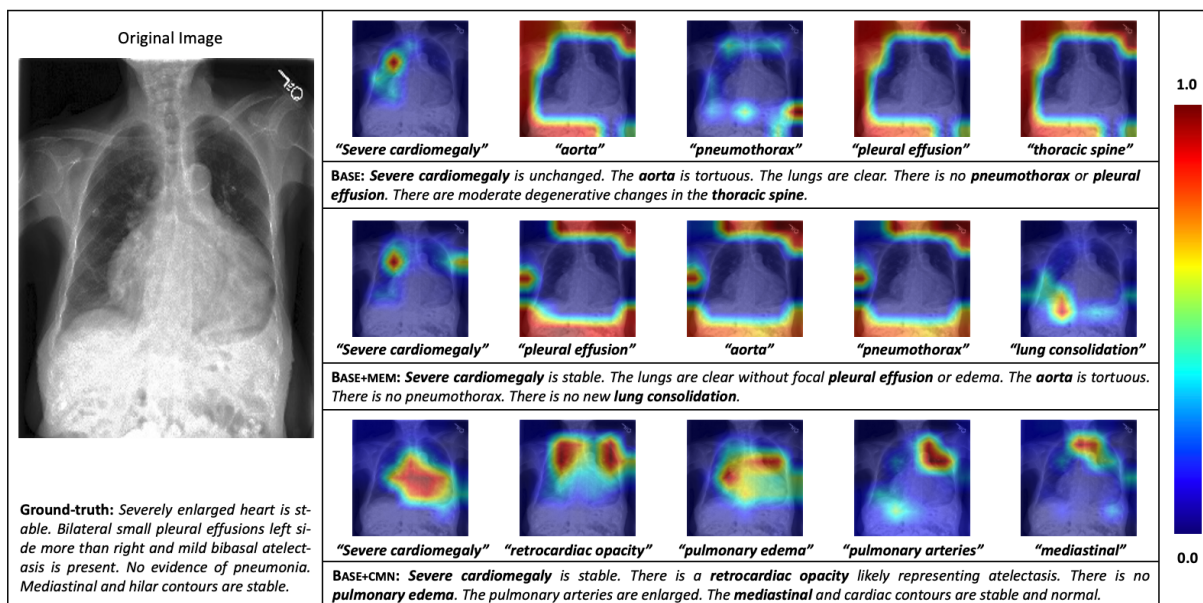 Original Image
Ground-truth: Severely enlarged heart is st-
able. Bilateral small pleural effusions left si-
de more than right and mild bibasal atelect-
asis is present. No evidence of pneumonia.
Mediastinal and hilar contours are stable.
“Severe cardiomegaly” “aorta” “pneumothorax” “pleural effusion” “thoracic spine”
BASE: Severe cardiomegaly is unchanged. The aorta is tortuous. The lungs are clear. There is no pneumothorax or pleural
effusion. There are moderate degenerative changes in the thoracic spine.
“Severe cardiomegaly” “pleural effusion” “aorta” “pneumothorax” “lung consolidation”
BASE+MEM: Severe cardiomegaly is stable. The lungs are clear without focal pleural effusion or edema. The aorta is tortuous.
There is no pneumothorax. There is no new lung consolidation.
“Severe cardiomegaly” “retrocardiac opacity” “pulmonary edema” “pulmonary arteries” “mediastinal”
BASE+CMN: Severe cardiomegaly is stable. There is a retrocardiac opacity likely representing atelectasis. There is no
pulmonary edema. The pulmonary arteries are enlarged. The mediastinal and cardiac contours are stable and normal.
1.0
0.0